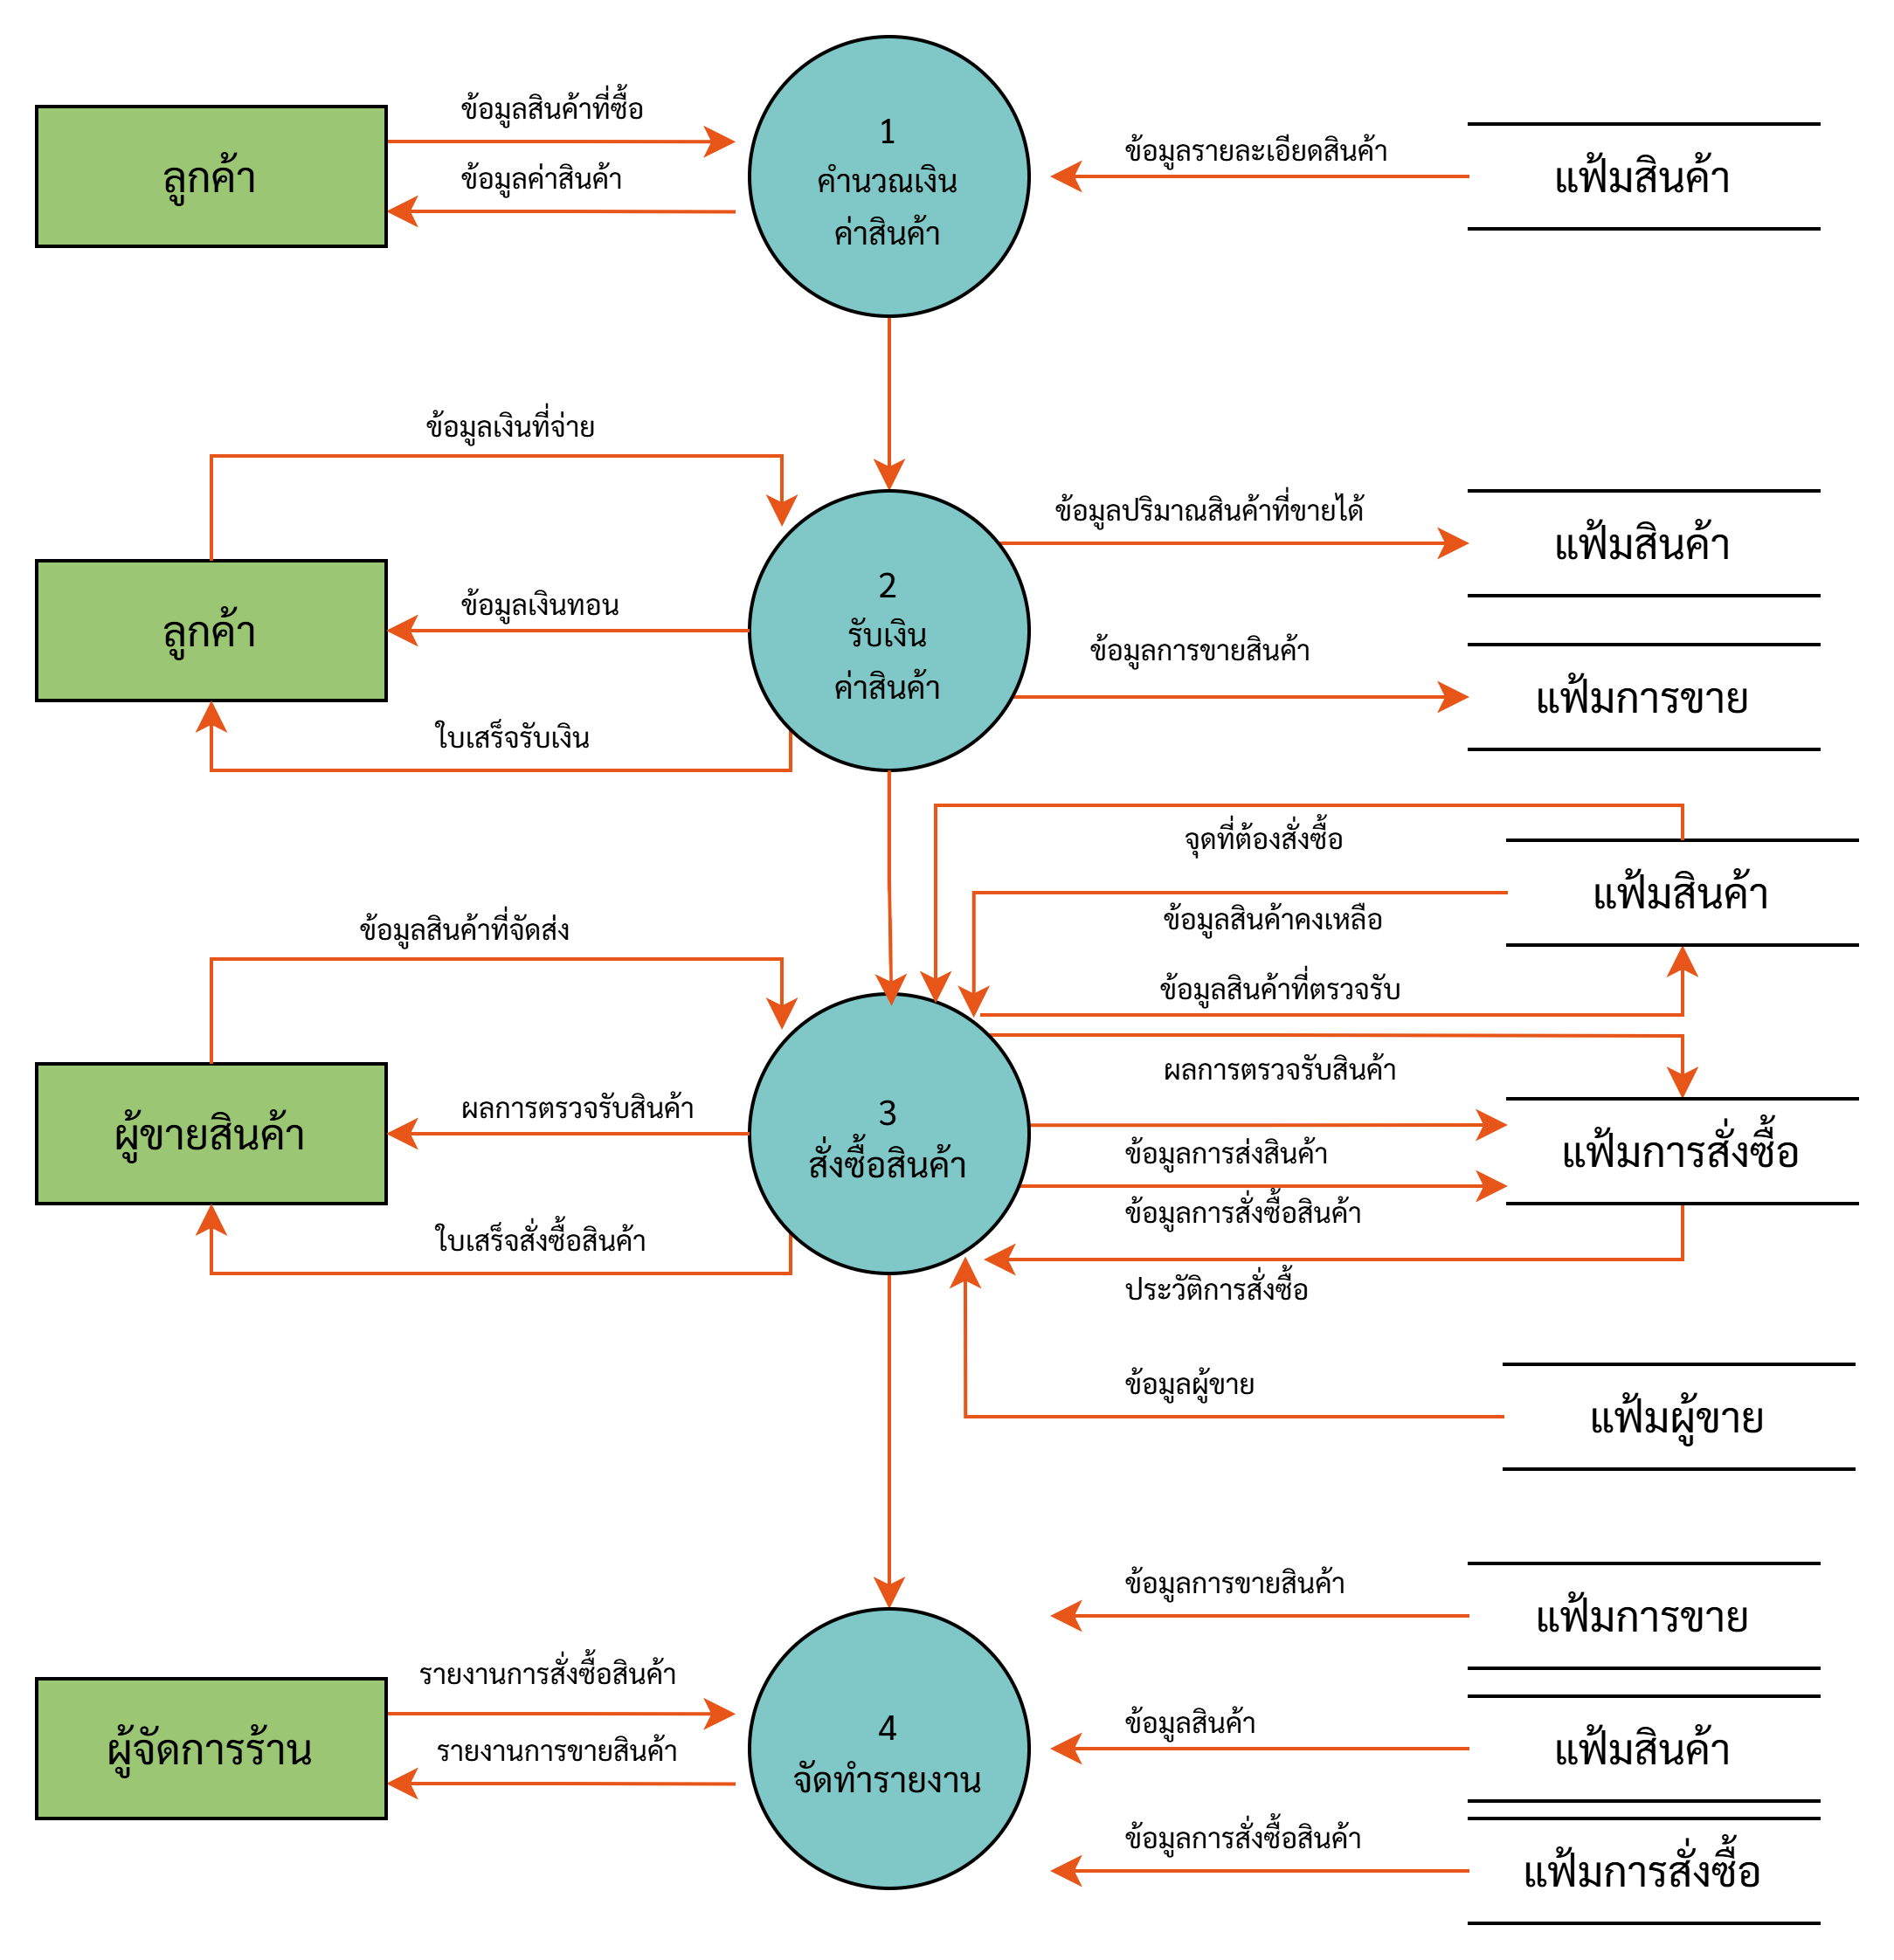 ลูกค้า
ข้อมูลสินค้าที่ซื้อ
ข้อมูลค่าสินค้า
1
คำนวณเงิน
ค่าสินค้า
ข้อมูลรายละเอียดสินค้า
แฟ้มสินค้า
ข้อมูลเงินที่จ่าย
ลูกค้า
ข้อมูลเงินทอน
ใบเสร็จรับเงิน
2
รับเงิน
ค่าสินค้า
ข้อมูลปริมาณสินค้าที่ขายได้
แฟ้มสินค้า
ข้อมูลการขายสินค้า
แฟ้มการขาย
จุดที่ต้องสั่งซื้อ
แฟ้มสินค้า
ข้อมูลสินค้าคงเหลือ
ข้อมูลสินค้าที่ตรวจรับ
ข้อมูลสินค้าที่จัดส่ง
ผู้ขายสินค้า
ผลการตรวจรับสินค้า
ใบเสร็จสั่งซื้อสินค้า
3
สั่งซื้อสินค้า
ผลการตรวจรับสินค้า
ข้อมูลการส่งสินค้า
แฟ้มการสั่งซื้อ
ข้อมูลการสั่งซื้อสินค้า
ประวัติการสั่งซื้อ
ข้อมูลผู้ขาย
แฟ้มผู้ขาย
รายงานการสั่งซื้อสินค้า
ผู้จัดการร้าน
รายงานการขายสินค้า
4
จัดทำรายงาน
ข้อมูลการขายสินค้า
แฟ้มการขาย
ข้อมูลสินค้า
แฟ้มสินค้า
ข้อมูลการสั่งซื้อสินค้า
แฟ้มการสั่งซื้อ